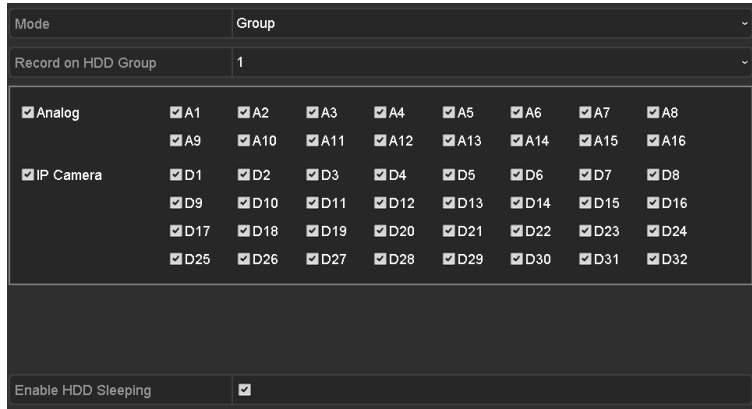 Mode Group
Record on HDD Group 1
Analog A1 A2 A3 A4 A5 A6 A7 A8
A9 A10 A11 A12 A13 A14 A15 A16
IP Camera D1 D2 D3 D4 D5 D6 D7 D8
D9 D10 D11 D12 D13 D14 D15 D16
D17 D18 D19 D20 D21 D22 D23 D24
D25 D26 D27 D28 D29 D30 D31 D32
Enable HDD Sleeping